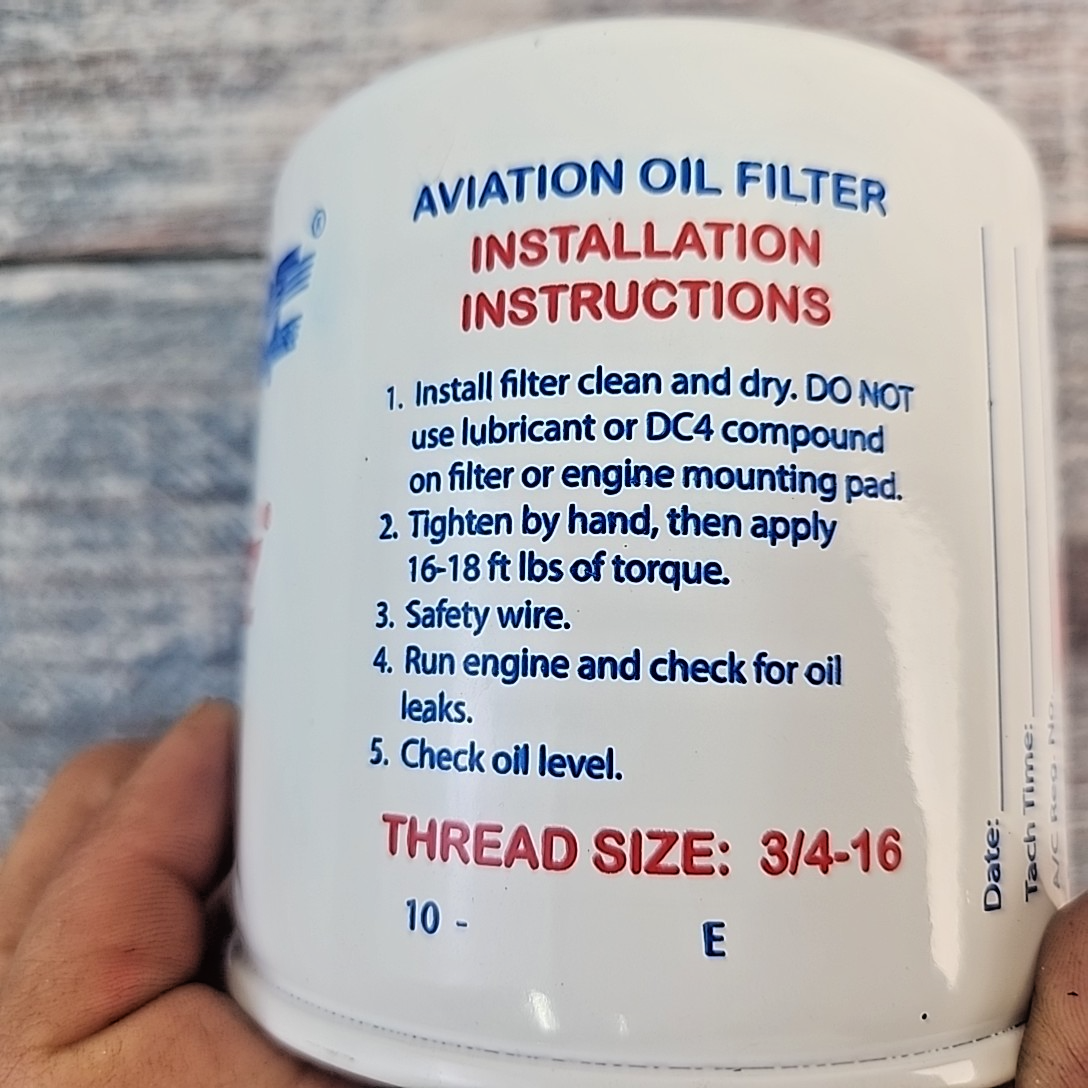 ®
AVIATION OIL FILTER
INSTALLATION
INSTRUCTIONS
1. Install filter clean and dry. DO NOT
use lubricant or DC4 compound
on filter or engine mounting pad.
2. Tighten by hand, then apply
16-18 ft lbs of torque.
3. Safety wire.
4. Run engine and check for oil
leaks.
5. Check oil level.
THREAD SIZE: 3/4-16
10 - E
Date:
Tach Time:
A/C Reg. No.